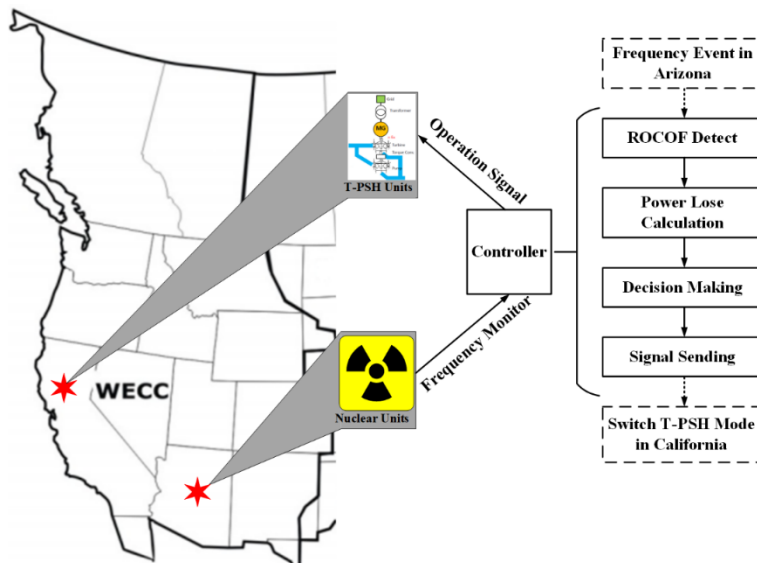 WECC
MG
T-PSH Units
Nuclear Units
Operation Signal
Frequency Monitor
Controller
Frequency Event in
Arizona
ROCOF Detect
Power Lose
Calculation
Decision Making
Signal Sending
Switch T-PSH Mode
in California